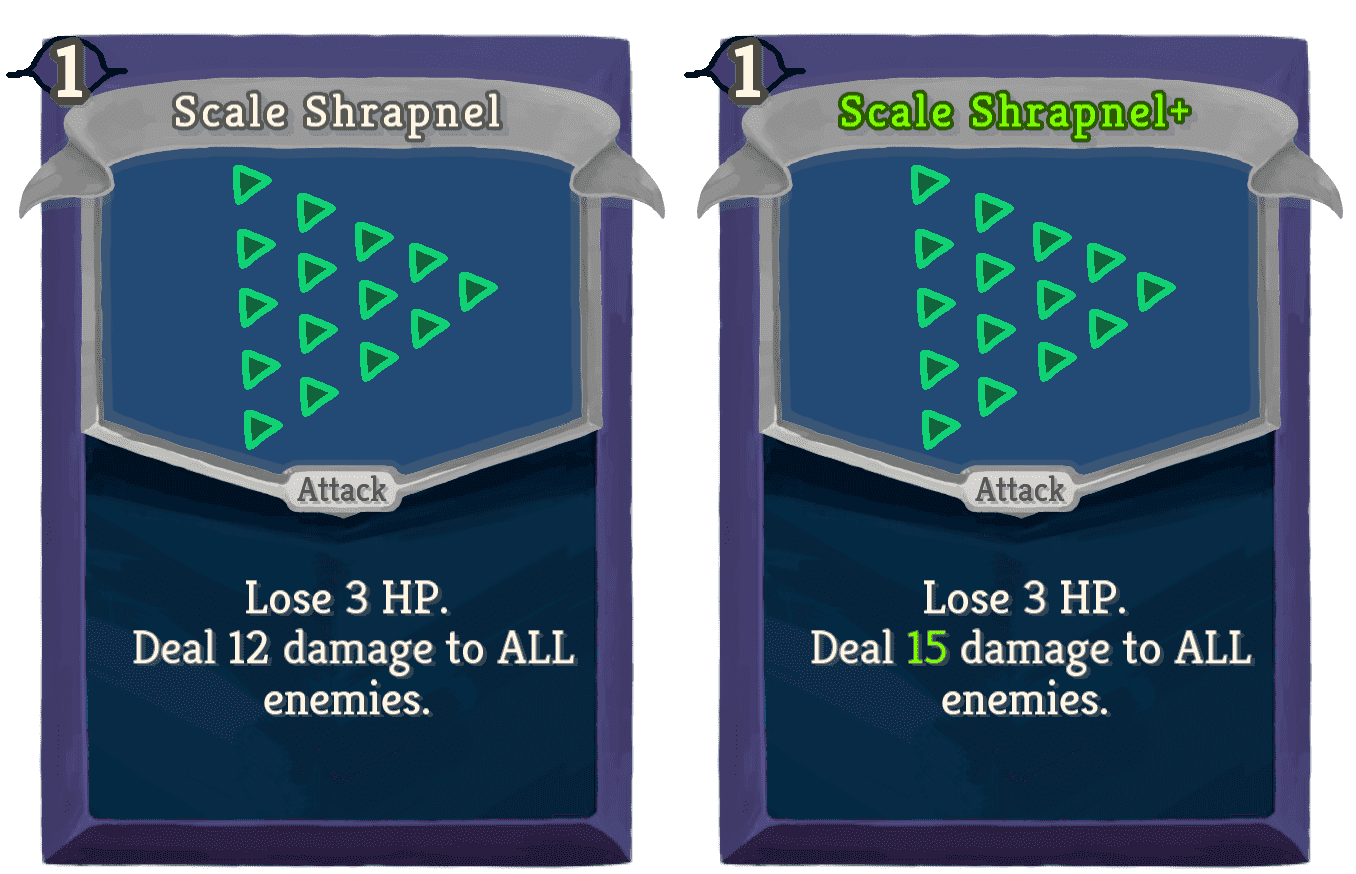 1
Scale Shrapnel
Attack
Lose 3 HP.
Deal 12 damage to ALL
enemies.
1
Scale Shrapnel+
Attack
Lose 3 HP.
Deal 15 damage to ALL
enemies.